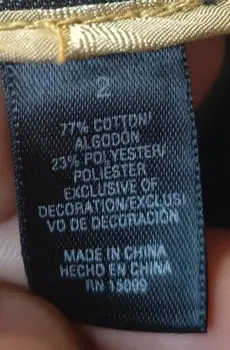 2
77% COTTON/
ALGODÓN
23% POLYESTER/
POLIÉSTER
EXCLUSIVE OF
DECORATION/EXCLUSI
VO DE DECORACIÓN
MADE IN CHINA
HECHO EN CHINA
RN 15099